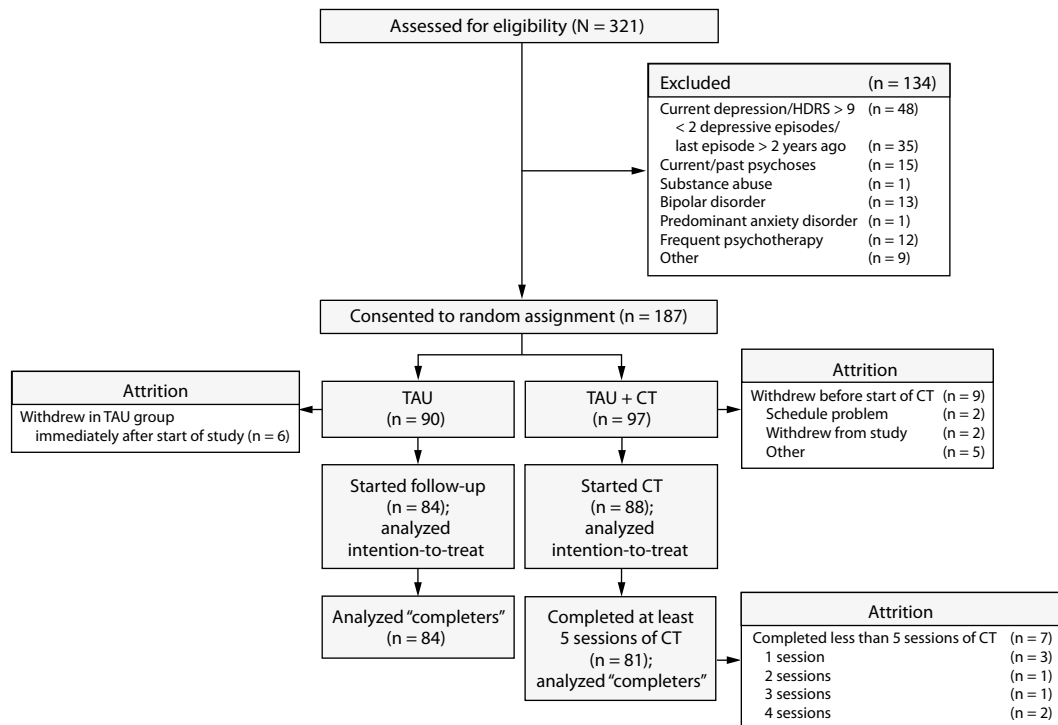 Assessed for eligibility (N = 321)
Excluded (n = 134)
Current depression/HDRS > 9 (n = 48)
< 2 depressive episodes/
last episode > 2 years ago (n = 35)
Current/past psychoses (n = 15)
Substance abuse (n = 1)
Bipolar disorder (n = 13)
Predominant anxiety disorder (n = 1)
Frequent psychotherapy (n = 12)
Other (n = 9)
Consented to random assignment (n = 187)
Attrition
Withdrew in TAU group
immediately after start of study (n = 6)
TAU
(n = 90)
TAU + CT
(n = 97)
Attrition
Withdrew before start of CT (n = 9)
Schedule problem (n = 2)
Withdrew from study (n = 2)
Other (n = 5)
Started follow-up
(n = 84);
analyzed
intention-to-treat
Started CT
(n = 88);
analyzed
intention-to-treat
Analyzed “completers”
(n = 84)
Completed at least
5 sessions of CT
(n = 81);
analyzed “completers”
Attrition
Completed less than 5 sessions of CT (n = 7)
1 session (n = 3)
2 sessions (n = 1)
3 sessions (n = 1)
4 sessions (n = 2)